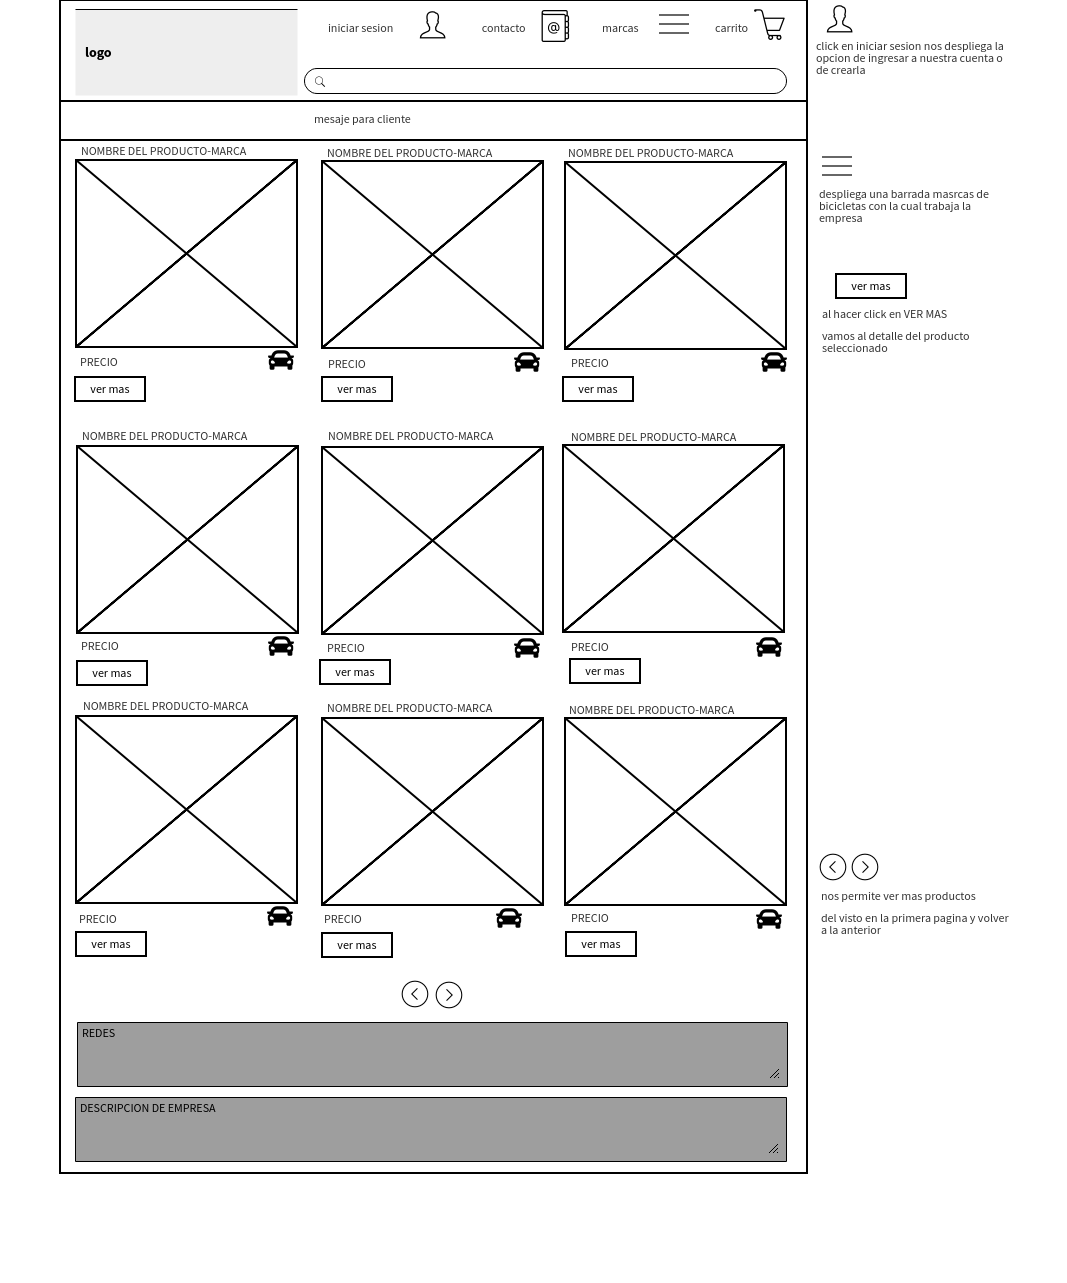 logo
iniciar sesion
contacto
@
marcas
carrito
mesaje para cliente
NOMBRE DEL PRODUCTO-MARCA
NOMBRE DEL PRODUCTO-MARCA
NOMBRE DEL PRODUCTO-MARCA
PRECIO
PRECIO
PRECIO
ver mas
ver mas
ver mas
NOMBRE DEL PRODUCTO-MARCA
NOMBRE DEL PRODUCTO-MARCA
NOMBRE DEL PRODUCTO-MARCA
PRECIO
PRECIO
PRECIO
ver mas
ver mas
ver mas
NOMBRE DEL PRODUCTO-MARCA
NOMBRE DEL PRODUCTO-MARCA
NOMBRE DEL PRODUCTO-MARCA
PRECIO
PRECIO
PRECIO
ver mas
ver mas
ver mas
REDES
DESCRIPCION DE EMPRESA
click en iniciar sesion nos despliega la
opcion de ingresar a nuestra cuenta o
de crearla
despliega una barrada masrcas de
bicicletas con la cual trabaja la
empresa
ver mas
al hacer click en VER MAS
vamos al detalle del producto
seleccionado
nos permite ver mas productos
del visto en la primera pagina y volver
a la anterior